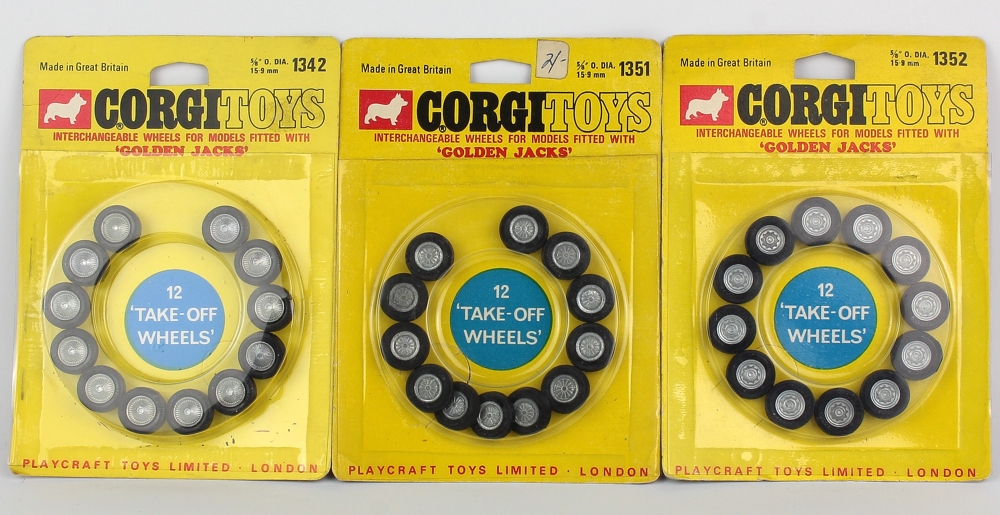 Made in Great Britain
⅝" O. DIA. 1342
15·9 mm
CORGI TOYS
®
INTERCHANGEABLE WHEELS FOR MODELS FITTED WITH
'GOLDEN JACKS'
12
'TAKE-OFF
WHEELS'
PLAYCRAFT TOYS LIMITED · LONDON
2/-
Made in Great Britain
⅝" O. DIA. 1351
15·9 mm
CORGI TOYS
®
INTERCHANGEABLE WHEELS FOR MODELS FITTED WITH
'GOLDEN JACKS'
12
'TAKE-OFF
WHEELS'
PLAYCRAFT TOYS LIMITED · LONDON
Made in Great Britain
⅝" O. DIA. 1352
15·9 mm
CORGI TOYS
®
INTERCHANGEABLE WHEELS FOR MODELS FITTED WITH
'GOLDEN JACKS'
12
'TAKE-OFF
WHEELS'
PLAYCRAFT TOYS LIMITED · LONDON